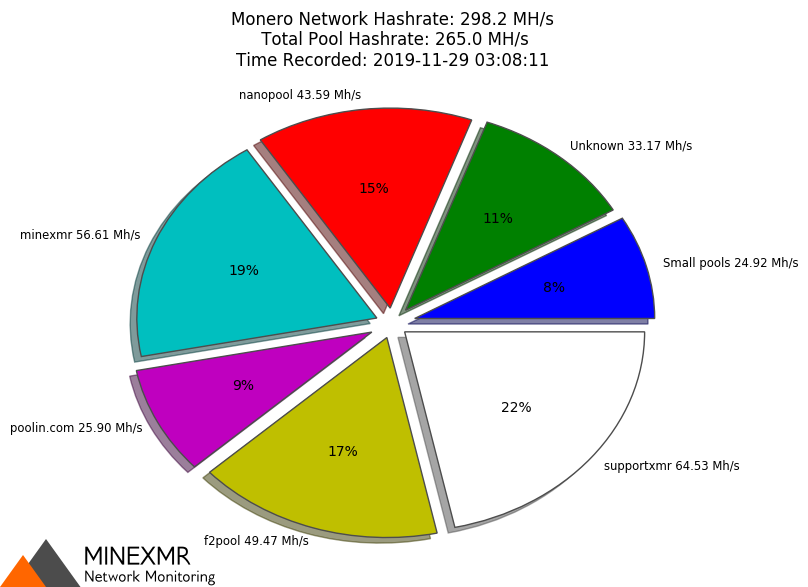 Monero Network Hashrate: 298.2 MH/s
Total Pool Hashrate: 265.0 MH/s
Time Recorded: 2019-11-29 03:08:11
nanopool 43.59 Mh/s
Unknown 33.17 Mh/s
15%
11%
minexmr 56.61 Mh/s
19%
Small pools 24.92 Mh/s
8%
9%
22%
poolin.com 25.90 Mh/s
17%
supportxmr 64.53 Mh/s
f2pool 49.47 Mh/s
MINEXMR
Network Monitoring